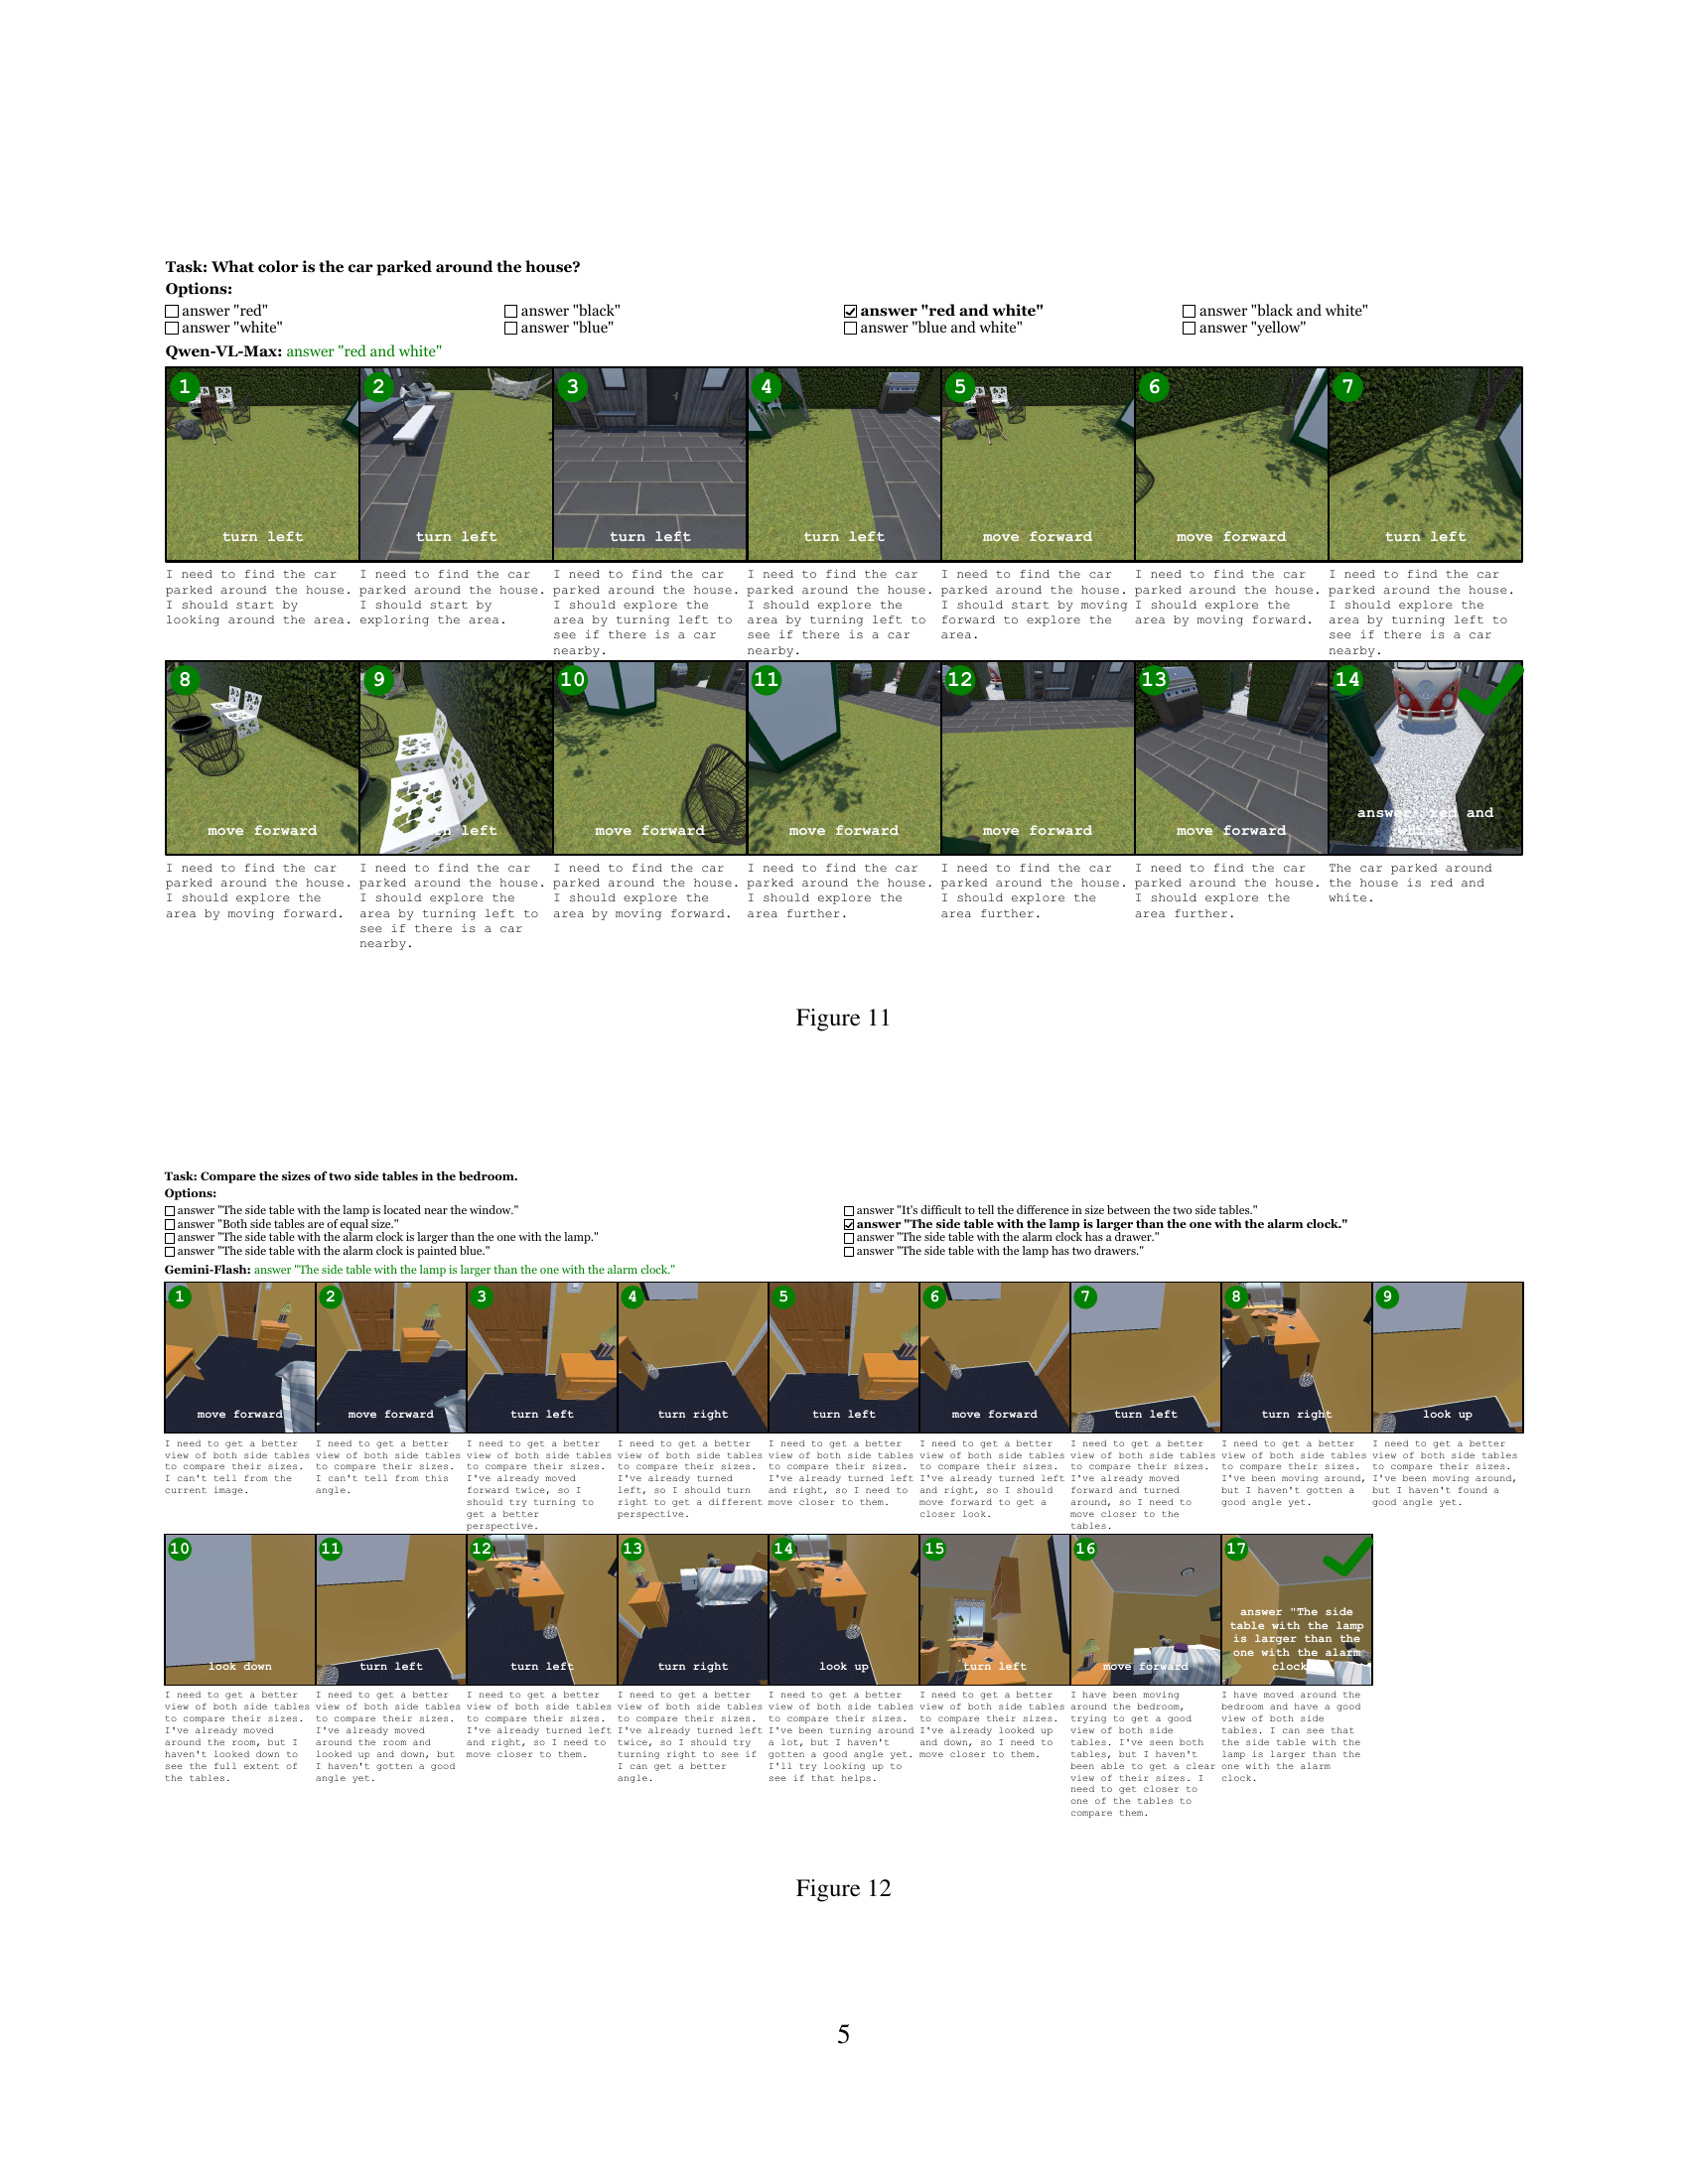 Task: What color is the car parked around the house?
Options:
answer "red"
answer "black"
answer "red and white"
answer "black and white"
answer "white"
answer "blue"
answer "blue and white"
answer "yellow"
Qwen-VL-Max: answer "red and white"
1
turn left
2
turn left
3
turn left
4
turn left
5
move forward
6
move forward
7
turn left
I need to find the car
parked around the house.
I should start by
looking around the area.
I need to find the car
parked around the house.
I should start by
exploring the area.
I need to find the car
parked around the house.
I should explore the
area by turning left to
see if there is a car
nearby.
I need to find the car
parked around the house.
I should explore the
area by turning left to
see if there is a car
nearby.
I need to find the car
parked around the house.
I should start by moving
forward to explore the
area.
I need to find the car
parked around the house.
I should explore the
area by moving forward.
I need to find the car
parked around the house.
I should explore the
area by turning left to
see if there is a car
nearby.
8
move forward
9
left
10
move forward
11
move forward
12
move forward
13
move forward
14
answer "red and
white"
I need to find the car
parked around the house.
I should explore the
area by moving forward.
I need to find the car
parked around the house.
I should explore the
area by turning left to
see if there is a car
nearby.
I need to find the car
parked around the house.
I should explore the
area by moving forward.
I need to find the car
parked around the house.
I should explore the
area further.
I need to find the car
parked around the house.
I should explore the
area further.
I need to find the car
parked around the house.
I should explore the
area further.
The car parked around
the house is red and
white.
Figure 11
Task: Compare the sizes of two side tables in the bedroom.
Options:
answer "The side table with the lamp is located near the window."
answer "It's difficult to tell the difference in size between the two side tables."
answer "Both side tables are of equal size."
answer "The side table with the lamp is larger than the one with the alarm clock."
answer "The side table with the alarm clock is larger than the one with the lamp."
answer "The side table with the alarm clock has a drawer."
answer "The side table with the alarm clock is painted blue."
answer "The side table with the lamp has two drawers."
Gemini-Flash: answer "The side table with the lamp is larger than the one with the alarm clock."
1
move forward
2
move forward
3
turn left
4
turn right
5
turn left
6
move forward
7
turn left
8
turn right
9
look up
I need to get a better
view of both side tables
to compare their sizes.
I can't tell from the
current image.
I need to get a better
view of both side tables
to compare their sizes.
I can't tell from this
angle.
I need to get a better
view of both side tables
to compare their sizes.
I've already moved
forward twice, so I
should try turning to
get a better
perspective.
I need to get a better
view of both side tables
to compare their sizes.
I've already turned
left, so I should turn
right to get a different
perspective.
I need to get a better
view of both side tables
to compare their sizes.
I've already turned left
and right, so I need to
move closer to them.
I need to get a better
view of both side tables
to compare their sizes.
I've already turned left
and right, so I should
move forward to get a
closer look.
I need to get a better
view of both side tables
to compare their sizes.
I've already moved
forward and turned
around, so I need to
move closer to the
tables.
I need to get a better
view of both side tables
to compare their sizes.
I've been moving around,
but I haven't gotten a
good angle yet.
I need to get a better
view of both side tables
to compare their sizes.
I've been moving around,
but I haven't found a
good angle yet.
10
look down
11
turn left
12
turn left
13
turn right
14
look up
15
turn left
16
move forward
17
answer "The side
table with the lamp
is larger than the
one with the alarm
clock
I need to get a better
view of both side tables
to compare their sizes.
I've already moved
around the room, but I
haven't looked down to
see the full extent of
the tables.
I need to get a better
view of both side tables
to compare their sizes.
I've already moved
around the room and
looked up and down, but
I haven't gotten a good
angle yet.
I need to get a better
view of both side tables
to compare their sizes.
I've already turned left
and right, so I need to
move closer to them.
I need to get a better
view of both side tables
to compare their sizes.
I've already turned left
twice, so I should try
turning right to see if
I can get a better
angle.
I need to get a better
view of both side tables
to compare their sizes.
I've been turning around
a lot, but I haven't
gotten a good angle yet.
I'll try looking up to
see if that helps.
I need to get a better
view of both side tables
to compare their sizes.
I've already looked up
and down, so I need to
move closer to them.
I have been moving
around the bedroom,
trying to get a good
view of both side
tables. I've seen both
tables, but I haven't
been able to get a clear
view of their sizes. I
need to get closer to
one of the tables to
compare them.
I have moved around the
bedroom and have a good
view of both side
tables. I can see that
the side table with the
lamp is larger than the
one with the alarm
clock.
Figure 12
5